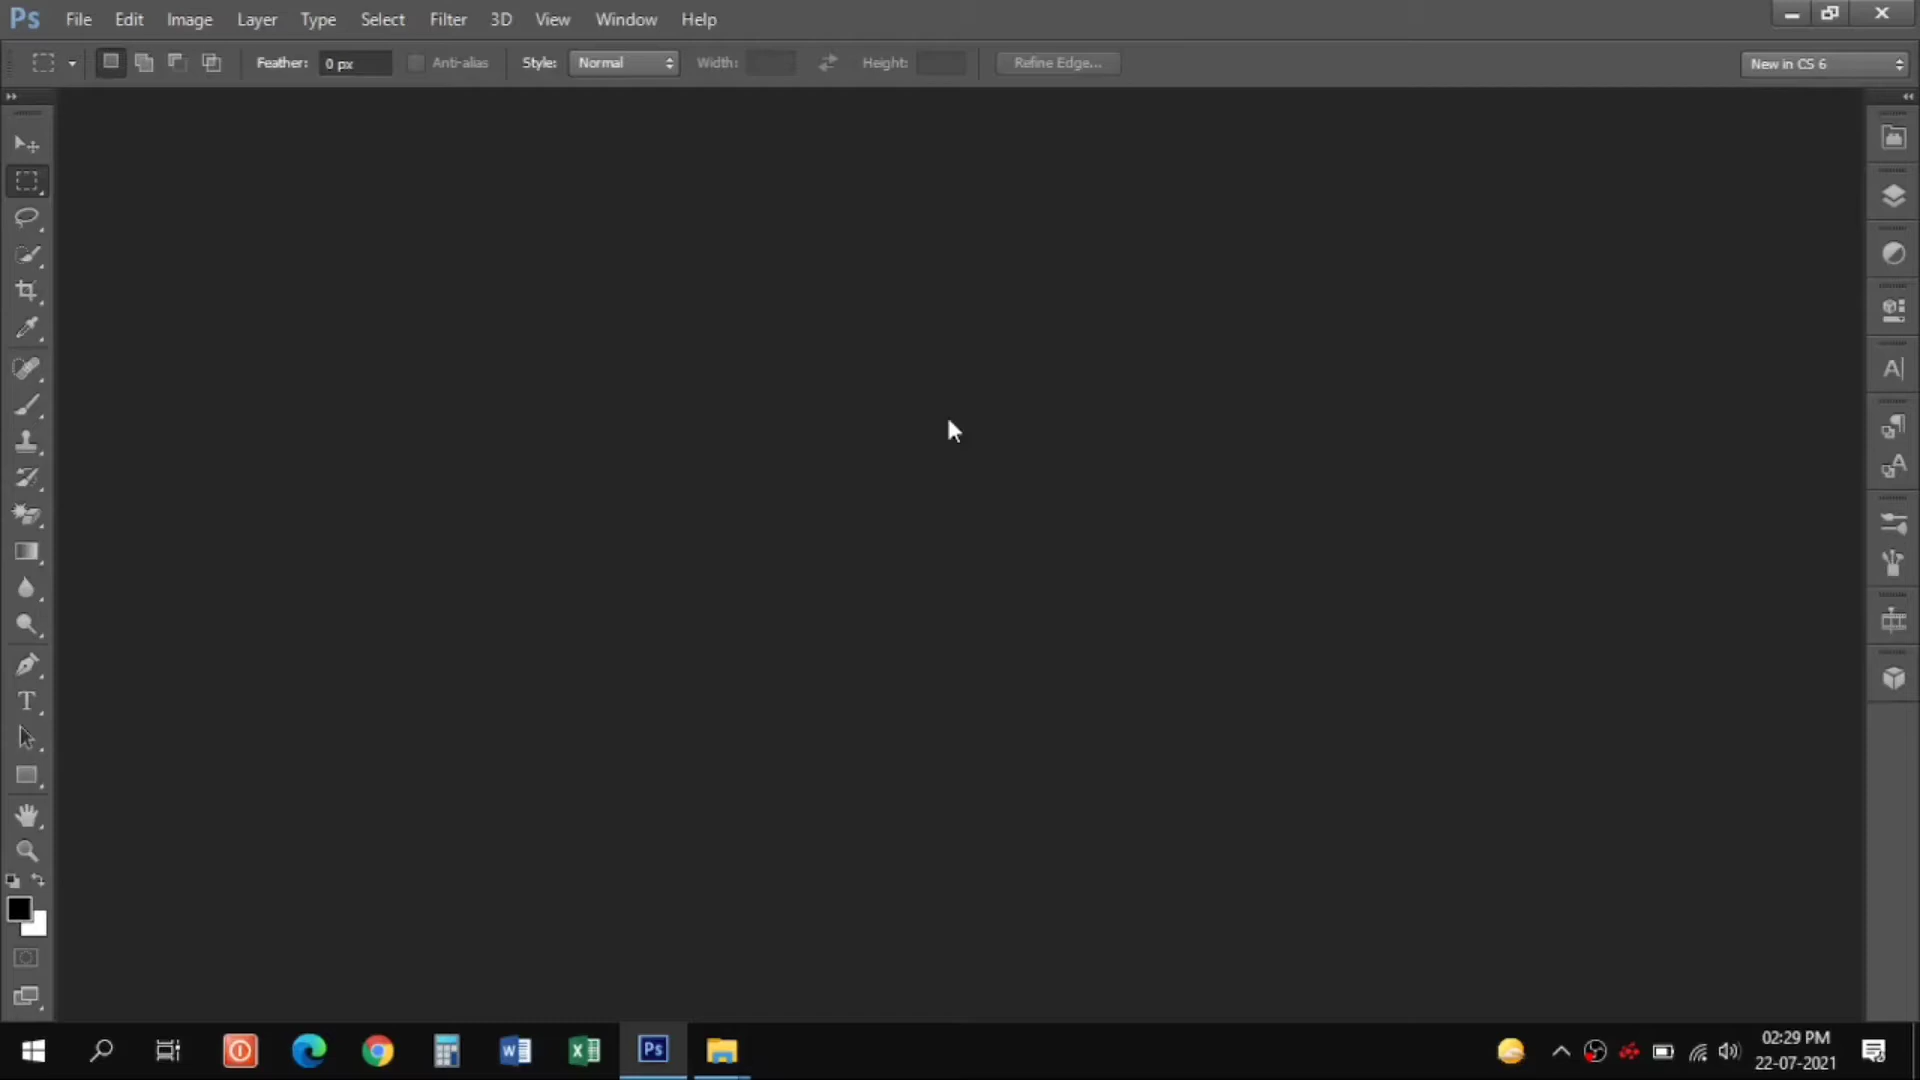 Ps File Edit Image Layer Type Select Filter 3D View Window Help
Feather: 0 px Anti-alias Style: Normal Width: Height: Refine Edge... New in CS 6
A
A
T
W X Ps
02:29 PM
22-07-2021